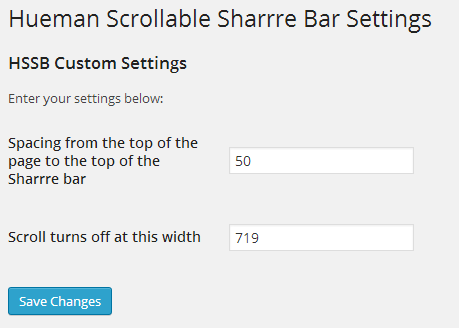 Hueman Scrollable Sharrre Bar Settings
HSSB Custom Settings
Enter your settings below:
Spacing from the top of the
page to the top of the
Sharrre bar
50
Scroll turns off at this width
719
Save Changes